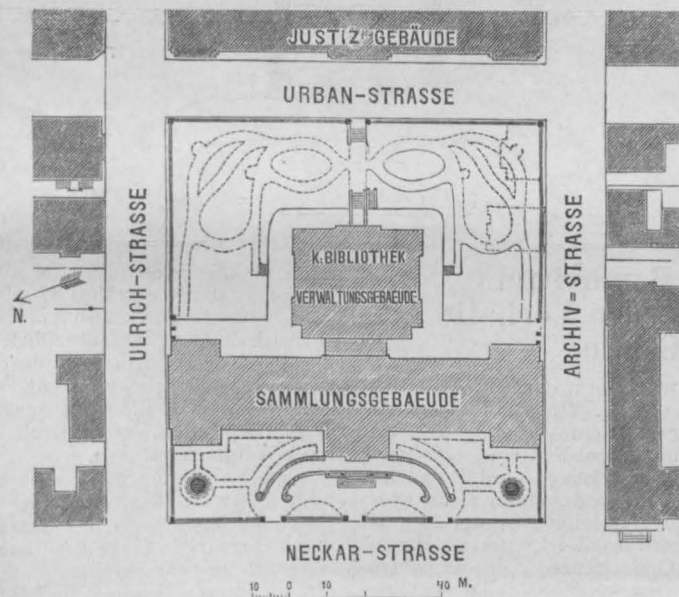 JUSTIZ-GEBÄUDE
URBAN-STRASSE
ULRICH-STRASSE
ARCHIV=STRASSE
K. BIBLIOTHEK
VERWALTUNGSGEBAEUDE
N.
SAMMLUNGSGEBAEUDE
NECKAR-STRASSE
10 0 10 40 M.